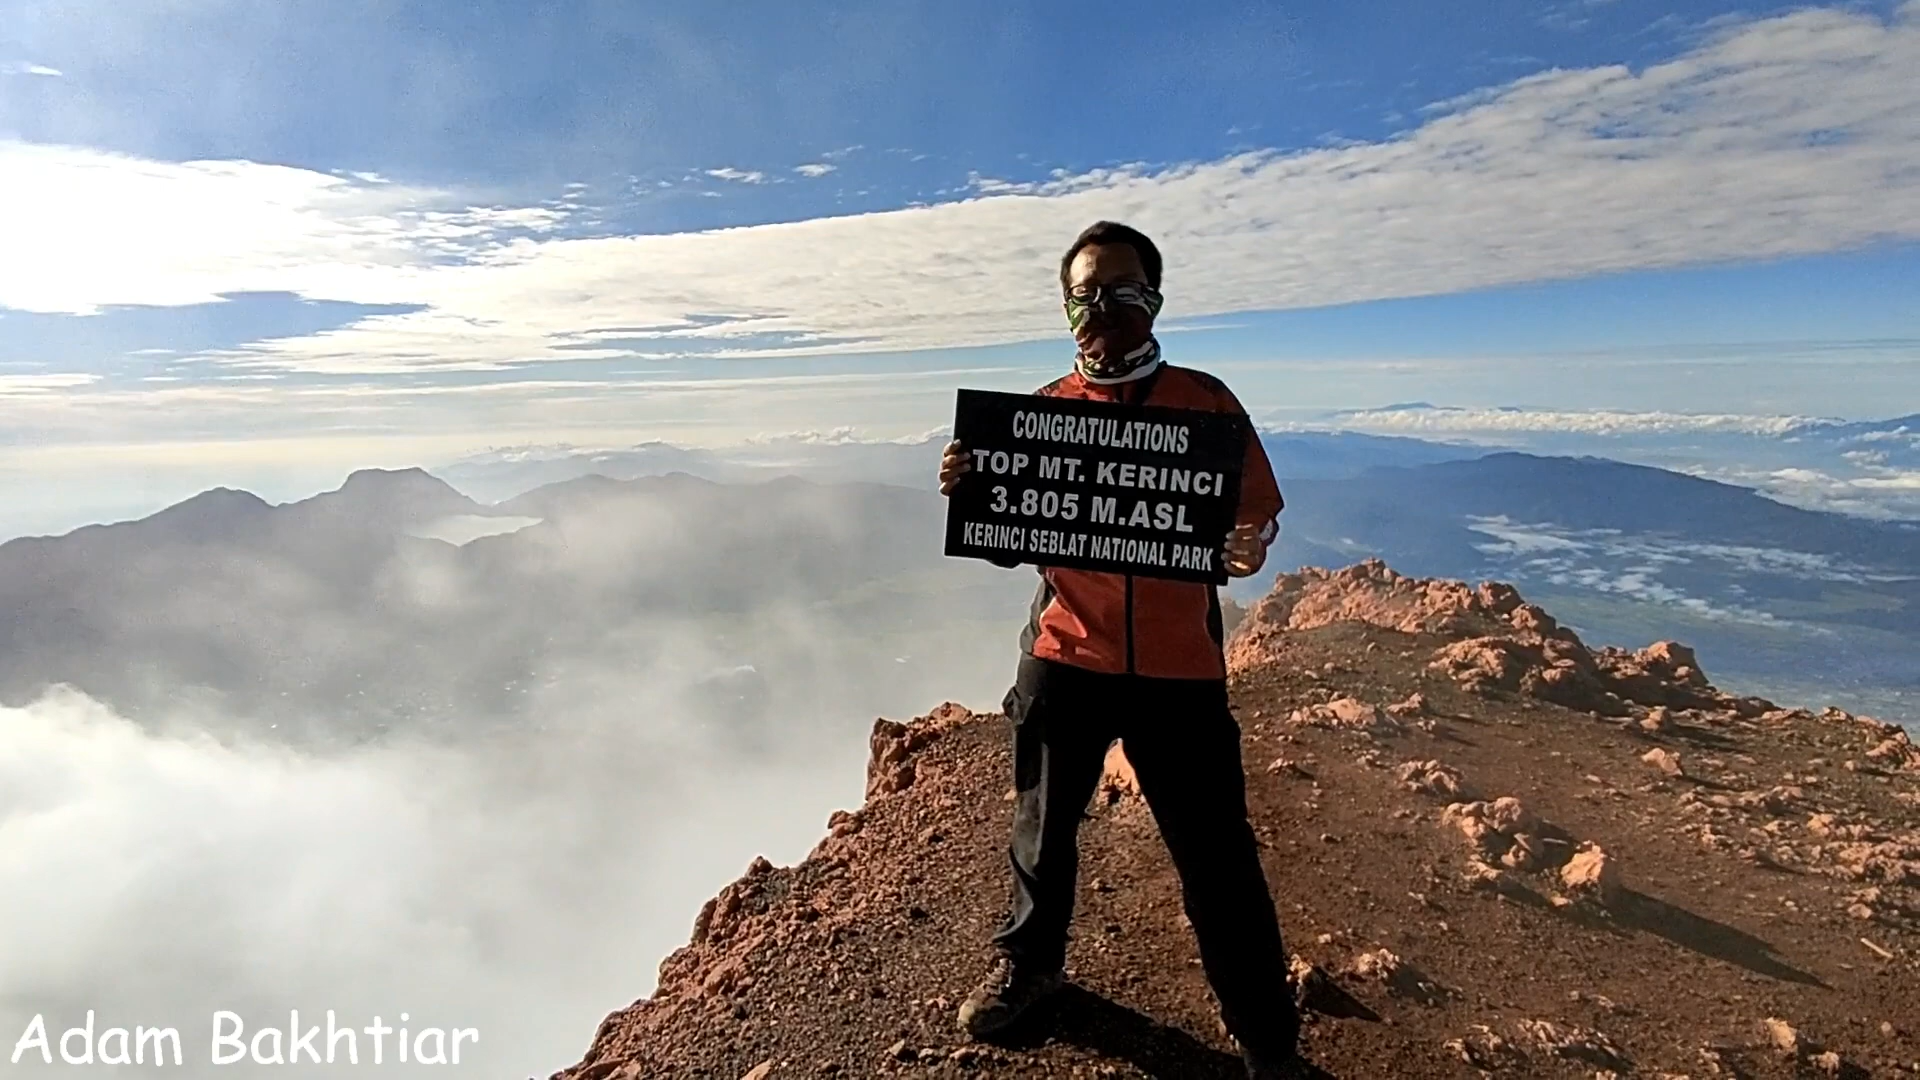 CONGRATULATIONS
TOP MT. KERINCI
3.805 M.ASL
KERINCI SEBLAT NATIONAL PARK
Adam Bakhtiar